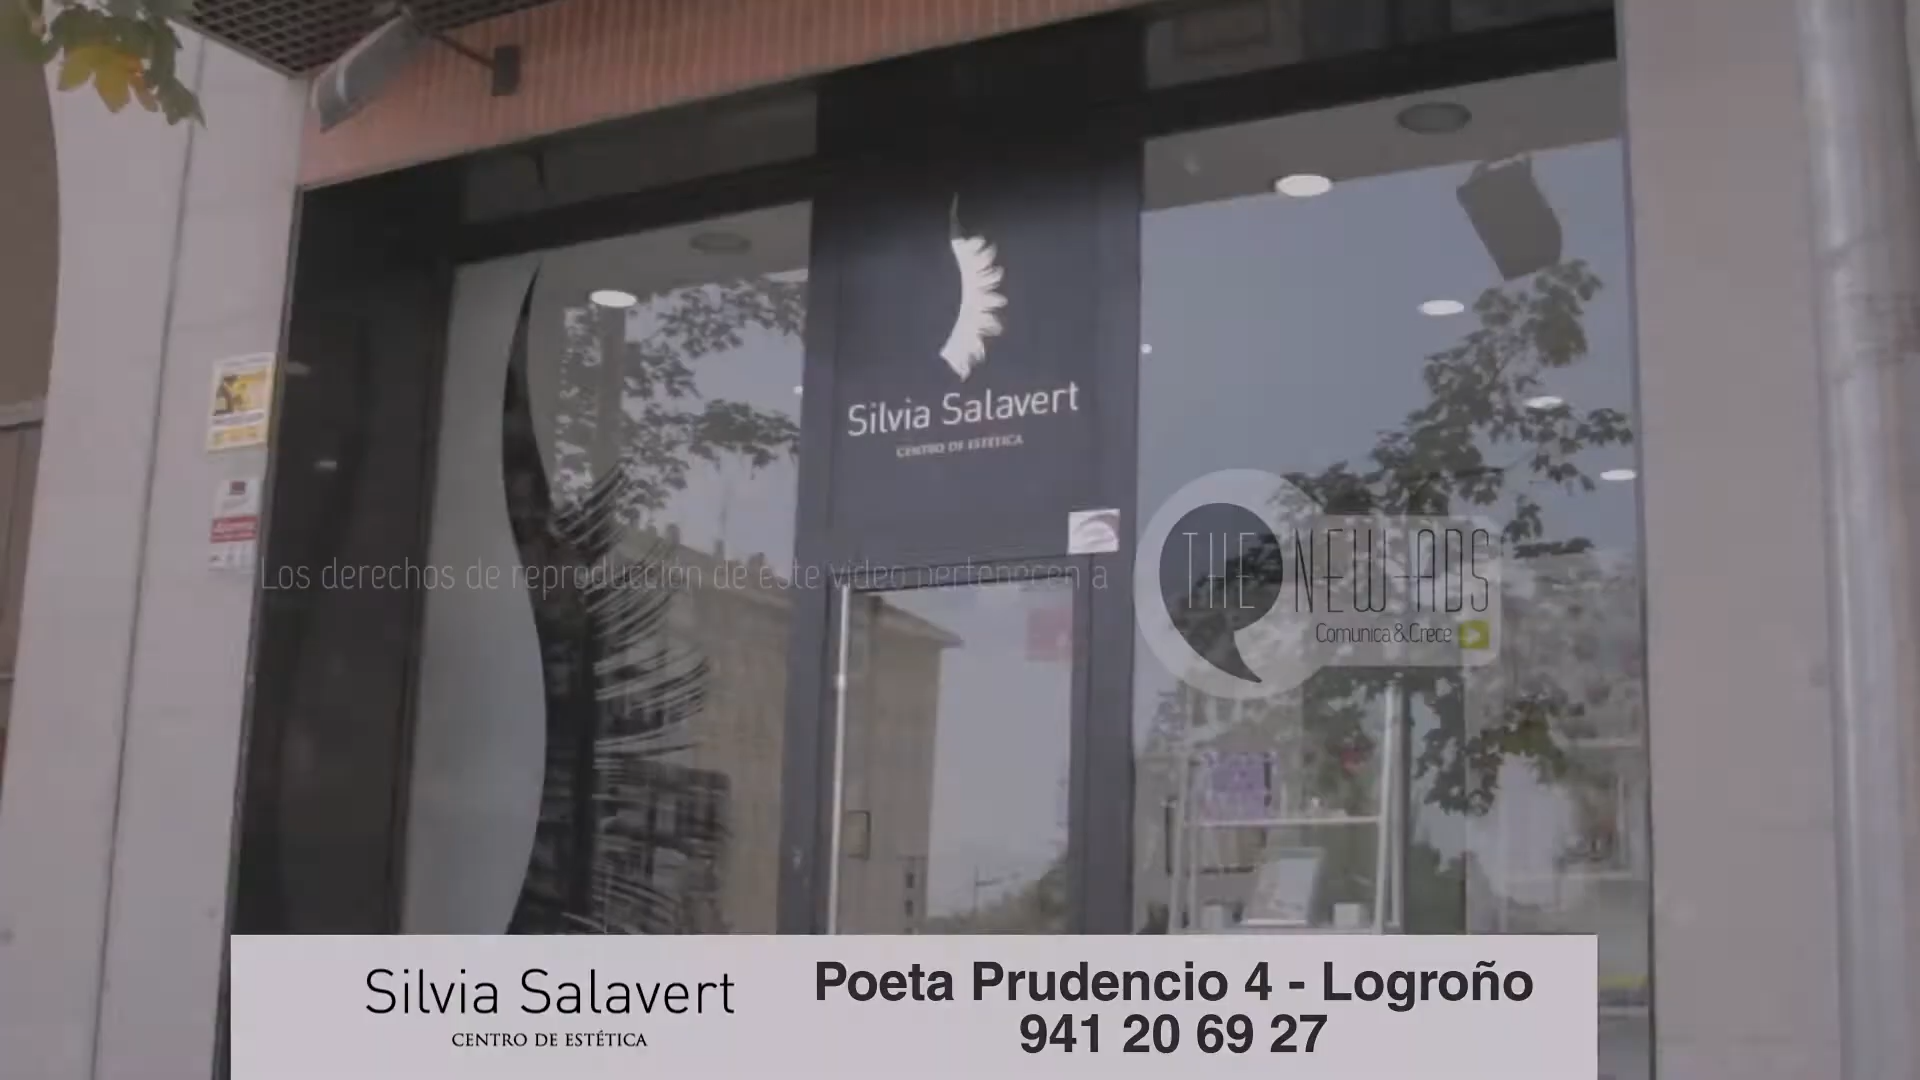 Silvia Salavert
CENTRO DE ESTÉTICA
Los derechos de reproducción de este video pertenecen a
THE NEW-ADS
Comunica&Crece
Silvia Salavert
CENTRO DE ESTÉTICA
Poeta Prudencio 4 - Logroño
941 20 69 27